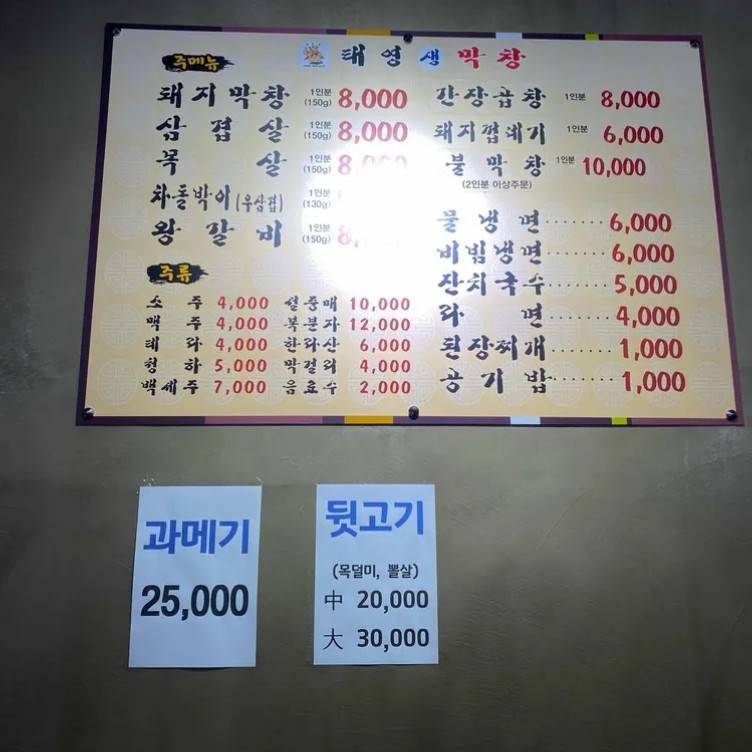 태영생막창
주메뉴
돼지막창 1인분 (150g) 8,000
삼겹살 1인분 (150g) 8,000
목살 1인분 (150g) 8,000
차돌박이(우삼겹) 1인분 (130g)
왕갈비 1인분 (150g) 8,
주류
소주 4,000 설중매 10,000
맥주 4,000 복분자 12,000
테라 4,000 한라산 6,000
청하 5,000 막걸리 4,000
백세주 7,000 음료수 2,000
간장곱창 1인분 8,000
돼지껍데기 1인분 6,000
불막창 1인분 10,000
(2인분 이상주문)
물냉면······· 6,000
비빔냉면······ 6,000
잔치국수······ 5,000
라면······· 4,000
된장찌개······· 1,000
공기밥······· 1,000
과메기
25,000
뒷고기
(목덜미, 뽈살)
中 20,000
大 30,000